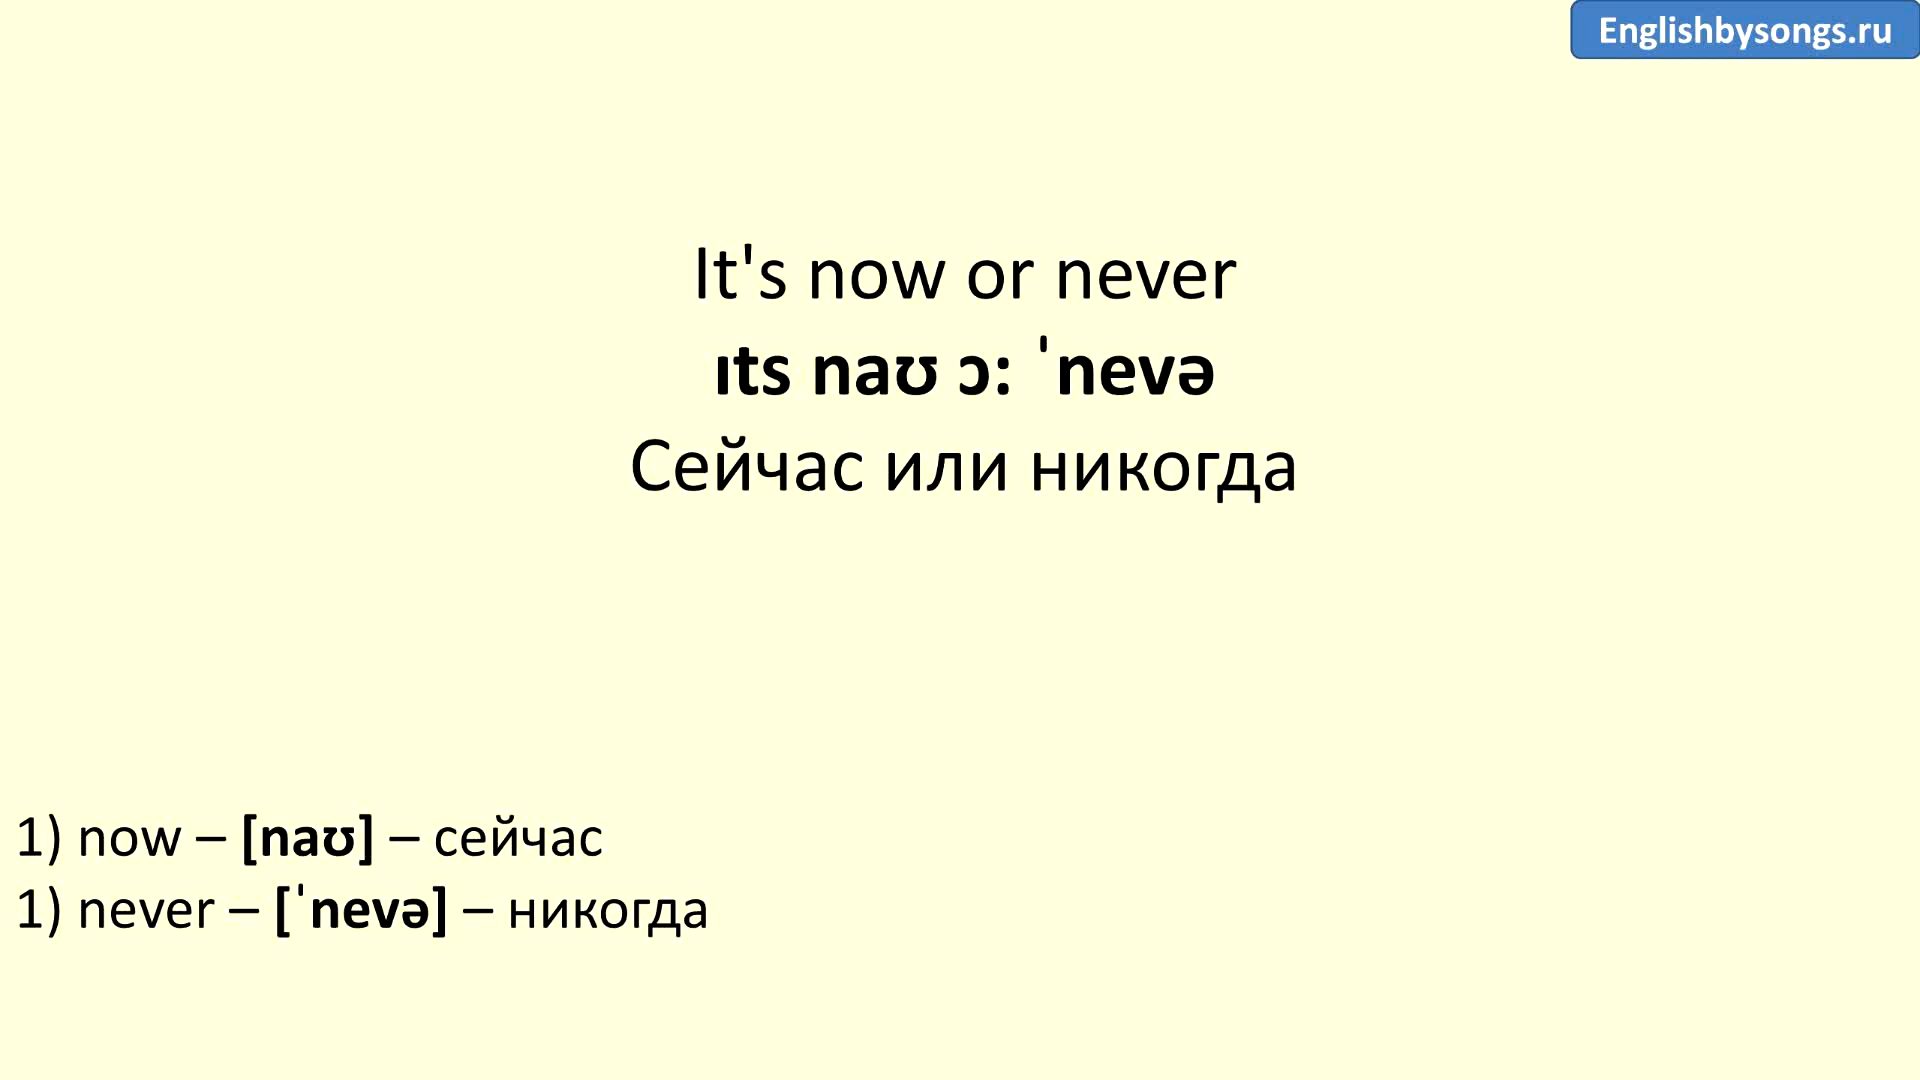 Englishbysongs.ru
It's now or never
ɪts naʊ ɔ: ˈnevə
Сейчас или никогда
1) now – [naʊ] – сейчас
1) never – [ˈnevə] – никогда